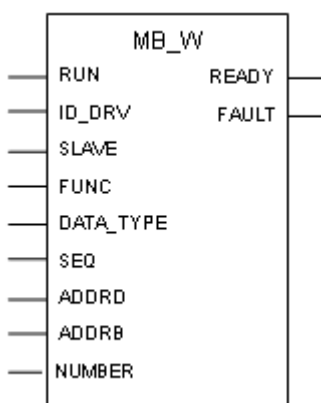 MB_W
RUN READY
ID_DRV FAULT
SLAVE
FUNC
DATA_TYPE
SEQ
ADDRD
ADDRB
NUMBER